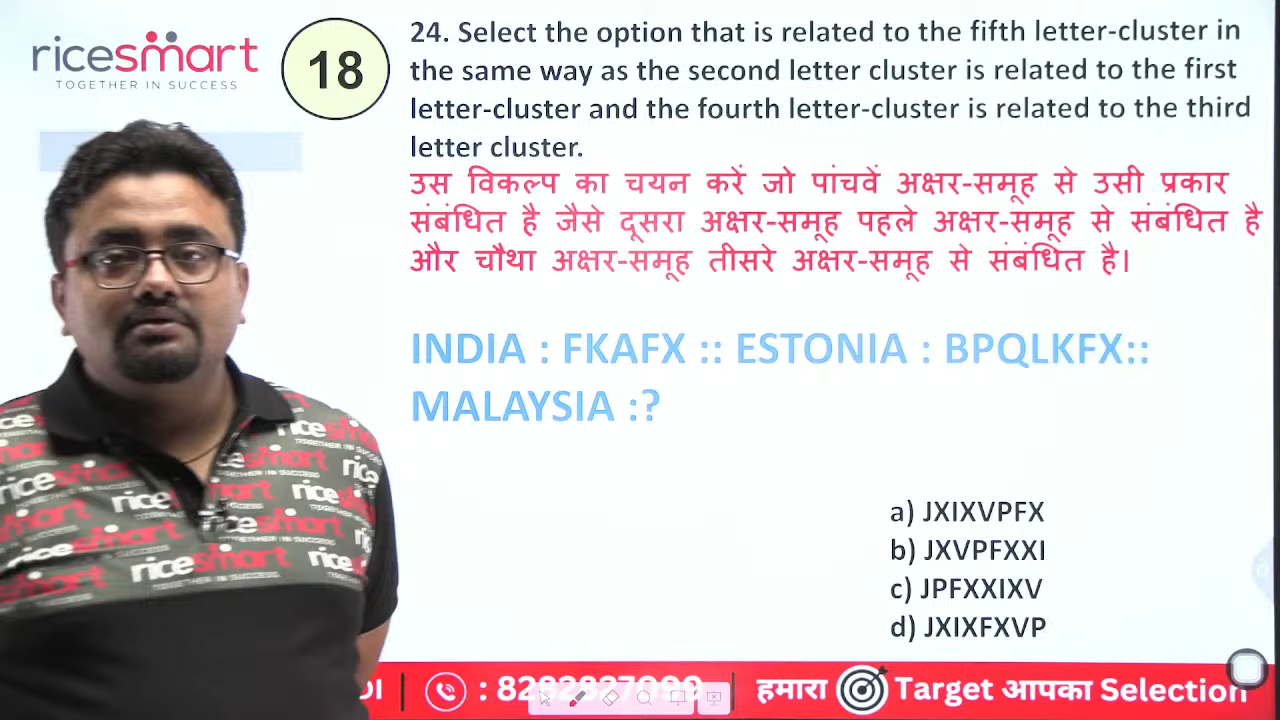 ricesmart
TOGETHER IN SUCCESS
18
24. Select the option that is related to the fifth letter-cluster in
the same way as the second letter cluster is related to the first
letter-cluster and the fourth letter-cluster is related to the third
letter cluster.
उस विकल्प का चयन करें जो पांचवें अक्षर-समूह से उसी प्रकार
संबंधित है जैसे दूसरा अक्षर-समूह पहले अक्षर-समूह से संबंधित है
और चौथा अक्षर-समूह तीसरे अक्षर-समूह से संबंधित है।
INDIA : FKAFX :: ESTONIA : BPQLKFX::
MALAYSIA :?
a) JXIXVPFX
b) JXVPFXXI
c) JPFXXIXV
d) JXIXFXVP
ricesmart
TOGETHER IN SUCCESS
हमारा Target आपका Selection